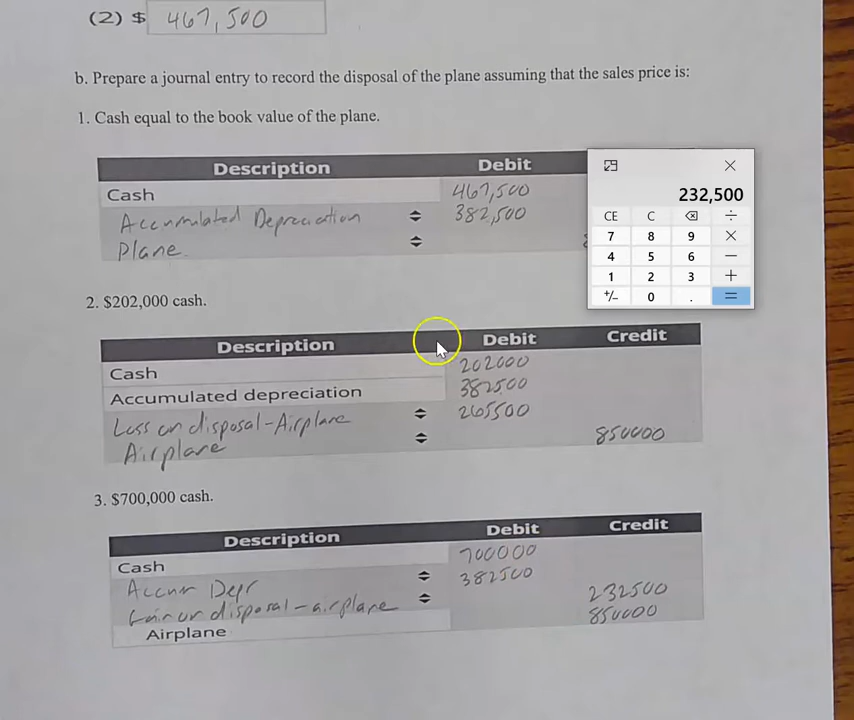 (2) $ 467,500
b. Prepare a journal entry to record the disposal of the plane assuming that the sales price is:
1. Cash equal to the book value of the plane.
Description Debit
Cash 467,500
Accumulated Depreciation 382,500
Plane
232,500
CE C ÷
7 8 9 ×
4 5 6 −
1 2 3 +
+/− 0 . =
2. $202,000 cash.
Description Debit Credit
Cash 202000
Accumulated depreciation 382500
Loss on disposal-Airplane 265500
Airplane 850000
3. $700,000 cash.
Description Debit Credit
Cash 700000
Accum Depr 382500
Gain on disposal-airplane 232500
Airplane 850000